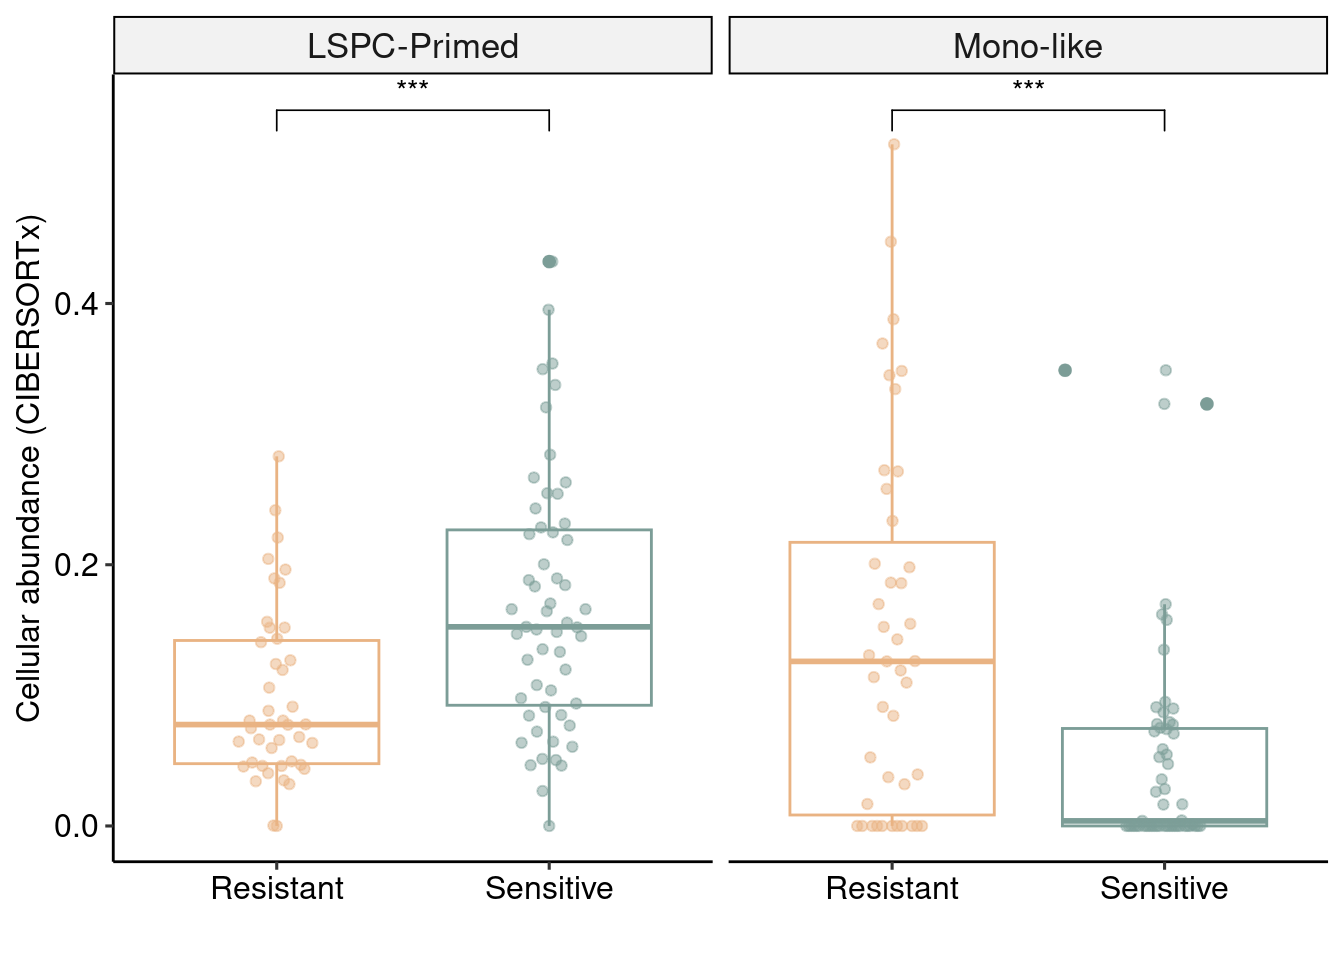 LSPC-Primed
Mono-like
***
***
Cellular abundance (CIBERSORTx)
0.4
0.2
0.0
Resistant
Sensitive
Resistant
Sensitive